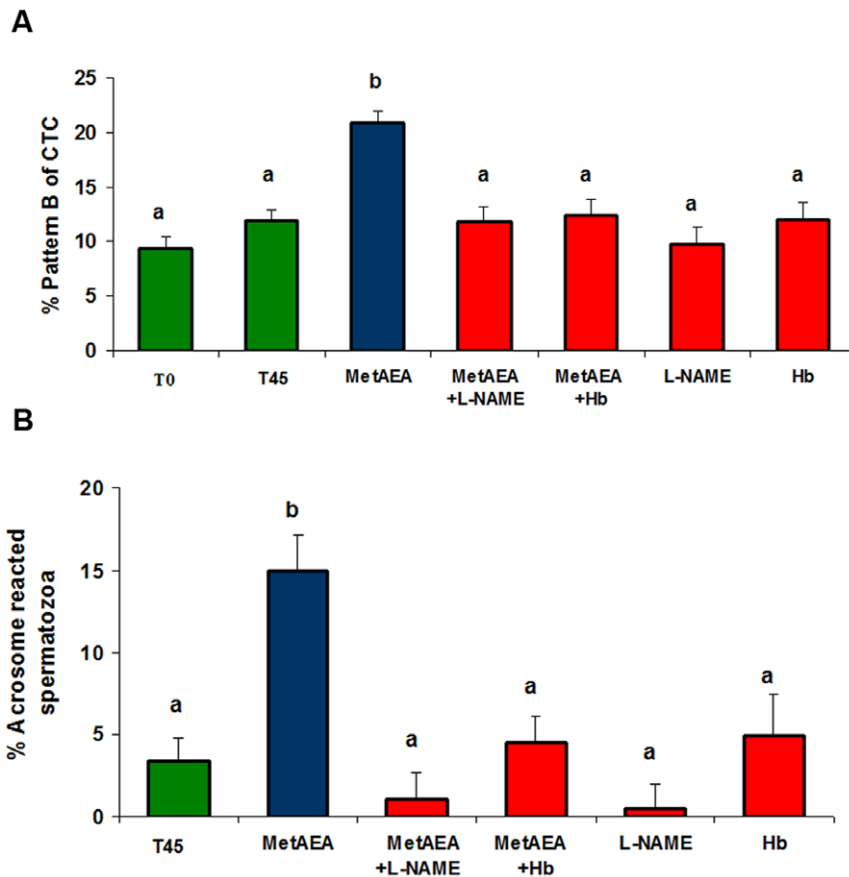 A
% Pattern B of CTC
25
20
15
10
5
0
a
a
b
a
a
a
a
T0
T45
MetAEA
MetAEA
+L-NAME
MetAEA
+Hb
L-NAME
Hb
B
% Acrosome reacted
spermatozoa
20
15
10
5
0
a
b
a
a
a
a
T45
MetAEA
MetAEA
+L-NAME
MetAEA
+Hb
L-NAME
Hb